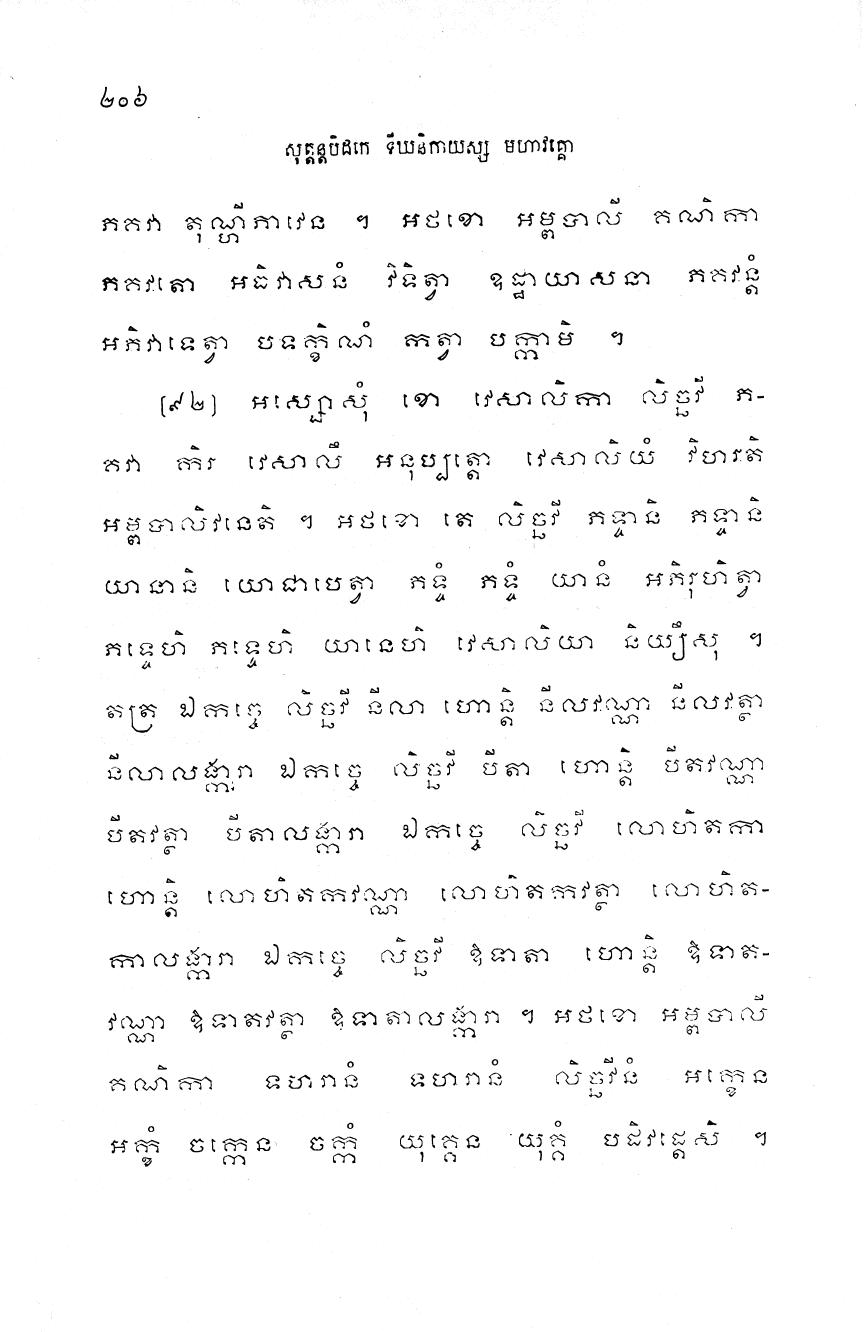 ២០៦
សុត្តន្តបិដកេ ទីឃនិកាយស្ស មហាវគ្គោ
ភគវា តុណ្ហីភាវេន ។ អថខោ អម្ពបាលី គណិកា
ភគវតោ អធិវាសនំ វិទិត្វា ឧដ្ឋាយាសនា ភគវន្តំ
អភិវាទេត្វា បទក្ខិណំ កត្វា បក្កាមិ ។
[៩២] អស្សោសុំ ខោ វេសាលិកា លិច្ឆវី ភ-
គវា កិរ វេសាលឹ អនុប្បត្តោ វេសាលិយំ វិហរតិ
អម្ពបាលិវនេតិ ។ អថខោ តេ លិច្ឆវី ភទ្ទានិ ភទ្ទានិ
យានានិ យោជាបេត្វា ភទ្ទំ ភទ្ទំ យានំ អភិរុហិត្វា
ភទ្ទេហិ ភទ្ទេហិ យានេហិ វេសាលិយា និយ្យឹសុ ។
តត្រ ឯកច្ចេ លិច្ឆវី នីលា ហោន្តិ នីលវណ្ណា នីលវត្ថា
នីលាលង្ការា ឯកច្ចេ លិច្ឆវី បីតា ហោន្តិ បីតវណ្ណា
បីតវត្ថា បីតាលង្ការា ឯកច្ចេ លិច្ឆវី លោហិតកា
ហោន្តិ លោហិតកវណ្ណា លោហិតកវត្ថា លោហិត-
កាលង្ការា ឯកច្ចេ លិច្ឆវី ឱទាតា ហោន្តិ ឱទាត-
វណ្ណា ឱទាតវត្ថា ឱទាតាលង្ការា ។ អថខោ អម្ពបាលី
គណិកា ទហរានំ ទហរានំ លិច្ឆវីនំ អក្ខេន
អក្ខំ ចក្កេន ចក្កំ យុគ្គេន យុគ្គំ បដិវដ្តេសិ ។